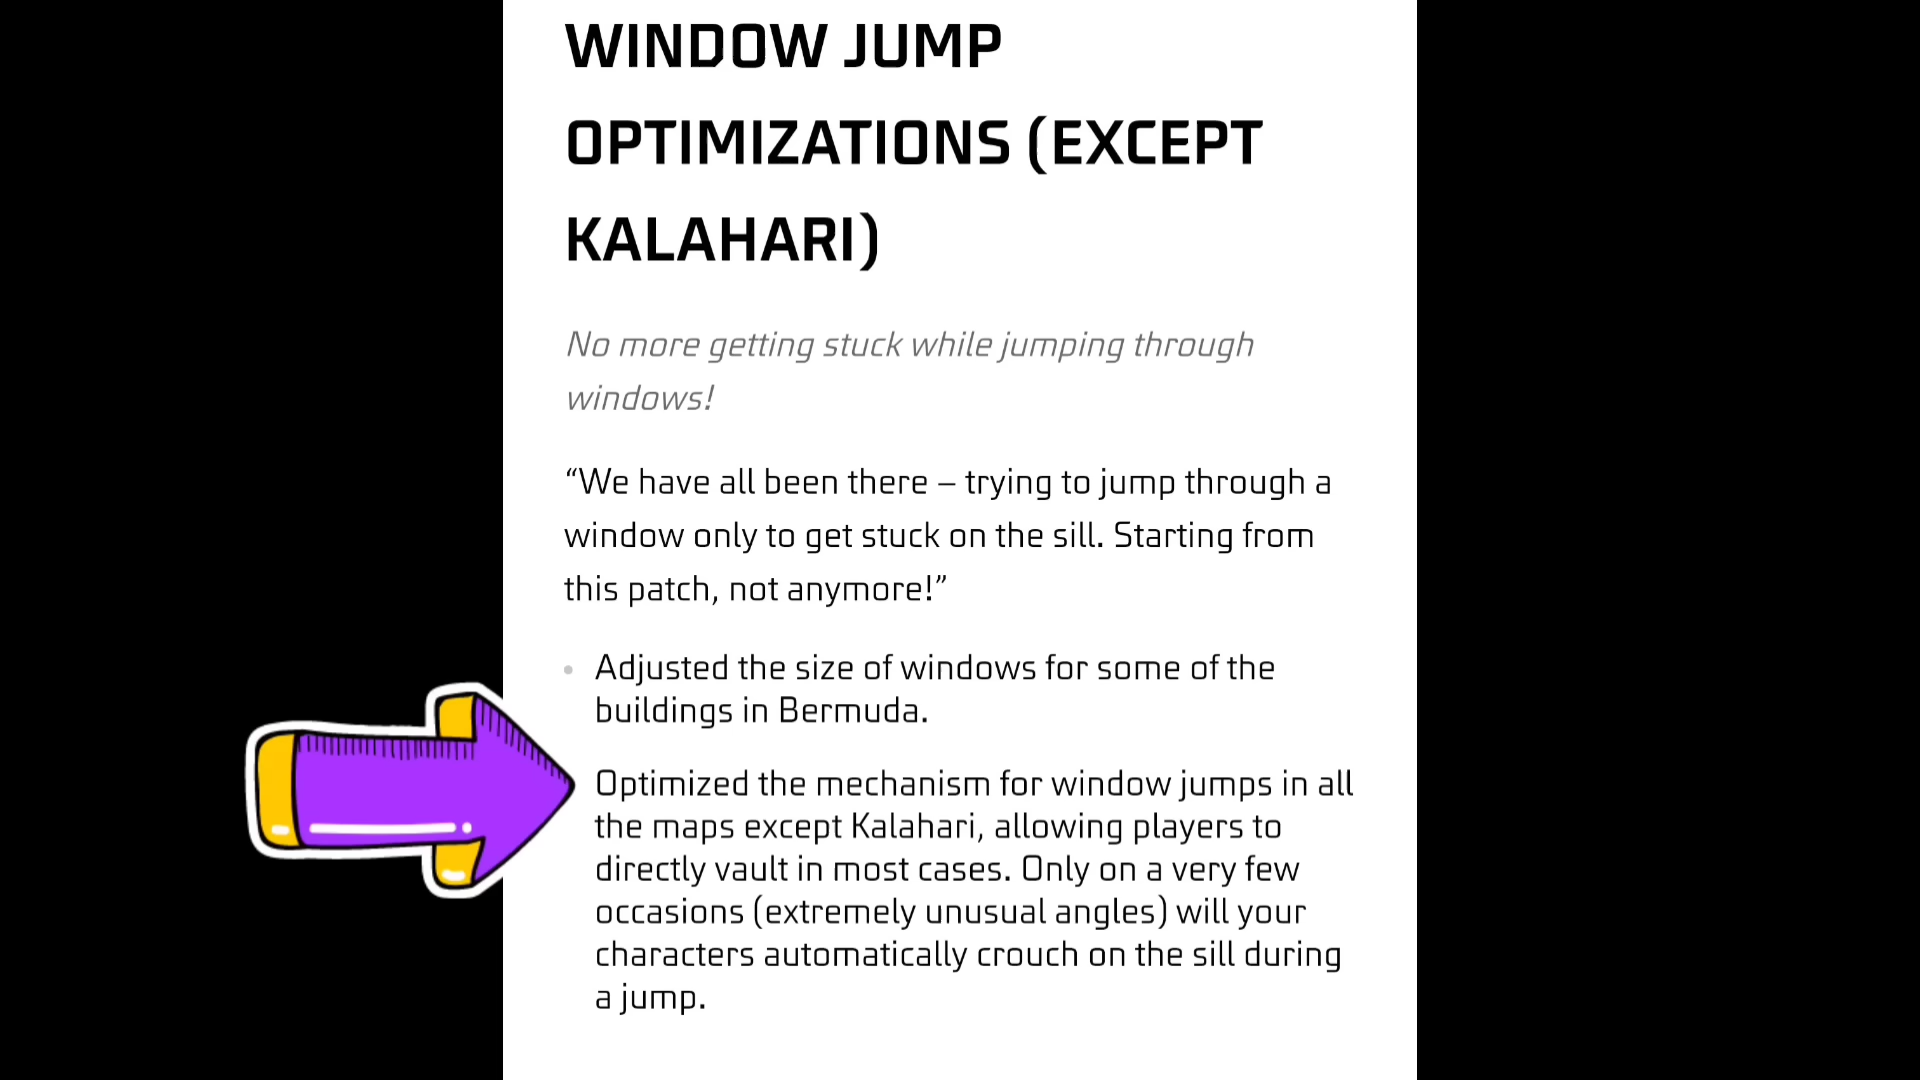 WINDOW JUMP
OPTIMIZATIONS (EXCEPT
KALAHARI)
No more getting stuck while jumping through
windows!
“We have all been there – trying to jump through a
window only to get stuck on the sill. Starting from
this patch, not anymore!”
• Adjusted the size of windows for some of the
buildings in Bermuda.
Optimized the mechanism for window jumps in all
the maps except Kalahari, allowing players to
directly vault in most cases. Only on a very few
occasions (extremely unusual angles) will your
characters automatically crouch on the sill during
a jump.